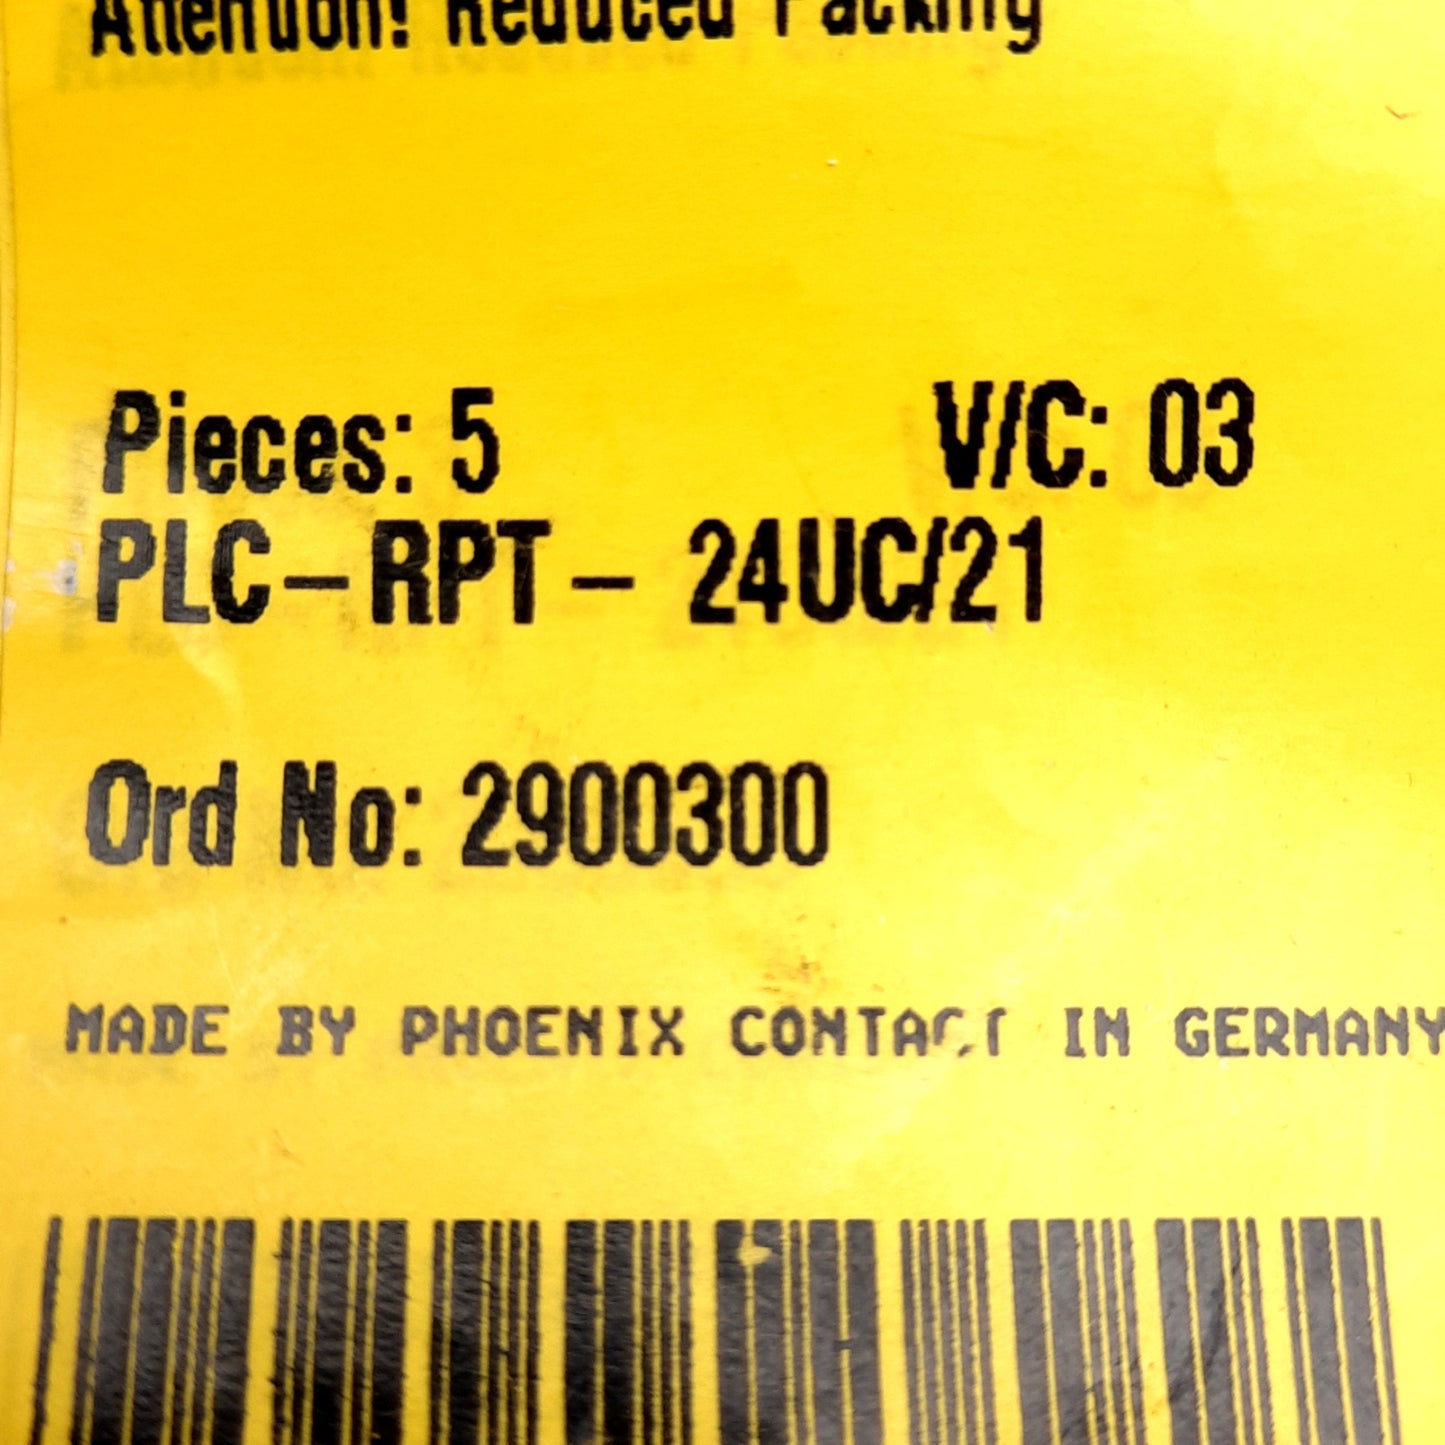 Attention! Reduced Packing
Pieces: 5 V/C: 03
PLC-RPT- 24UC/21
Ord No: 2900300
MADE BY PHOENIX CONTACT IN GERMANY